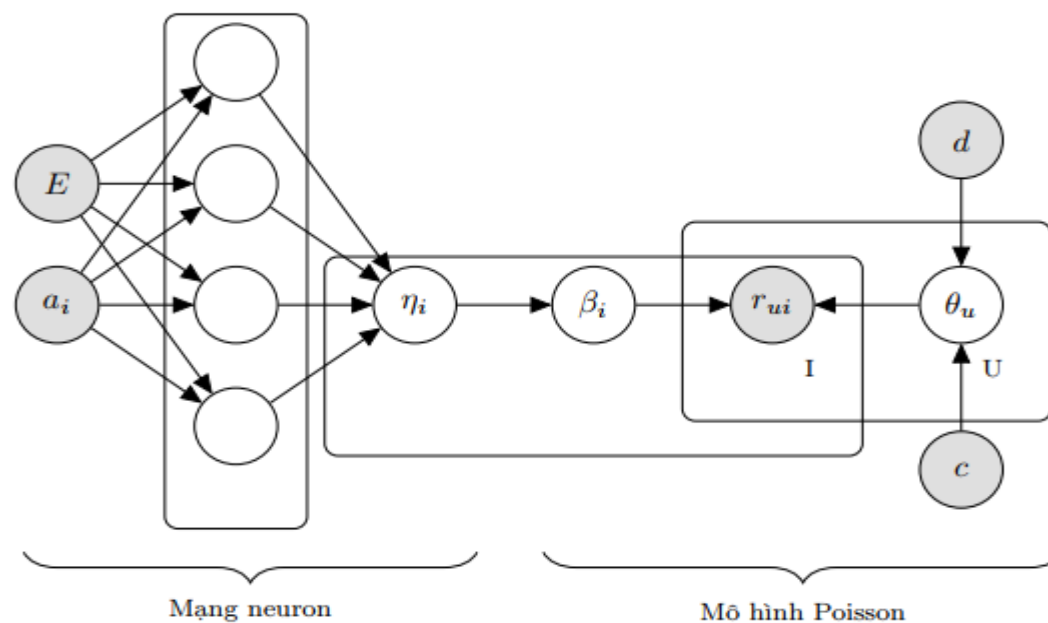 d
E
a_i
η_i
β_i
r_ui
θ_u
I
U
c
Mạng neuron
Mô hình Poisson